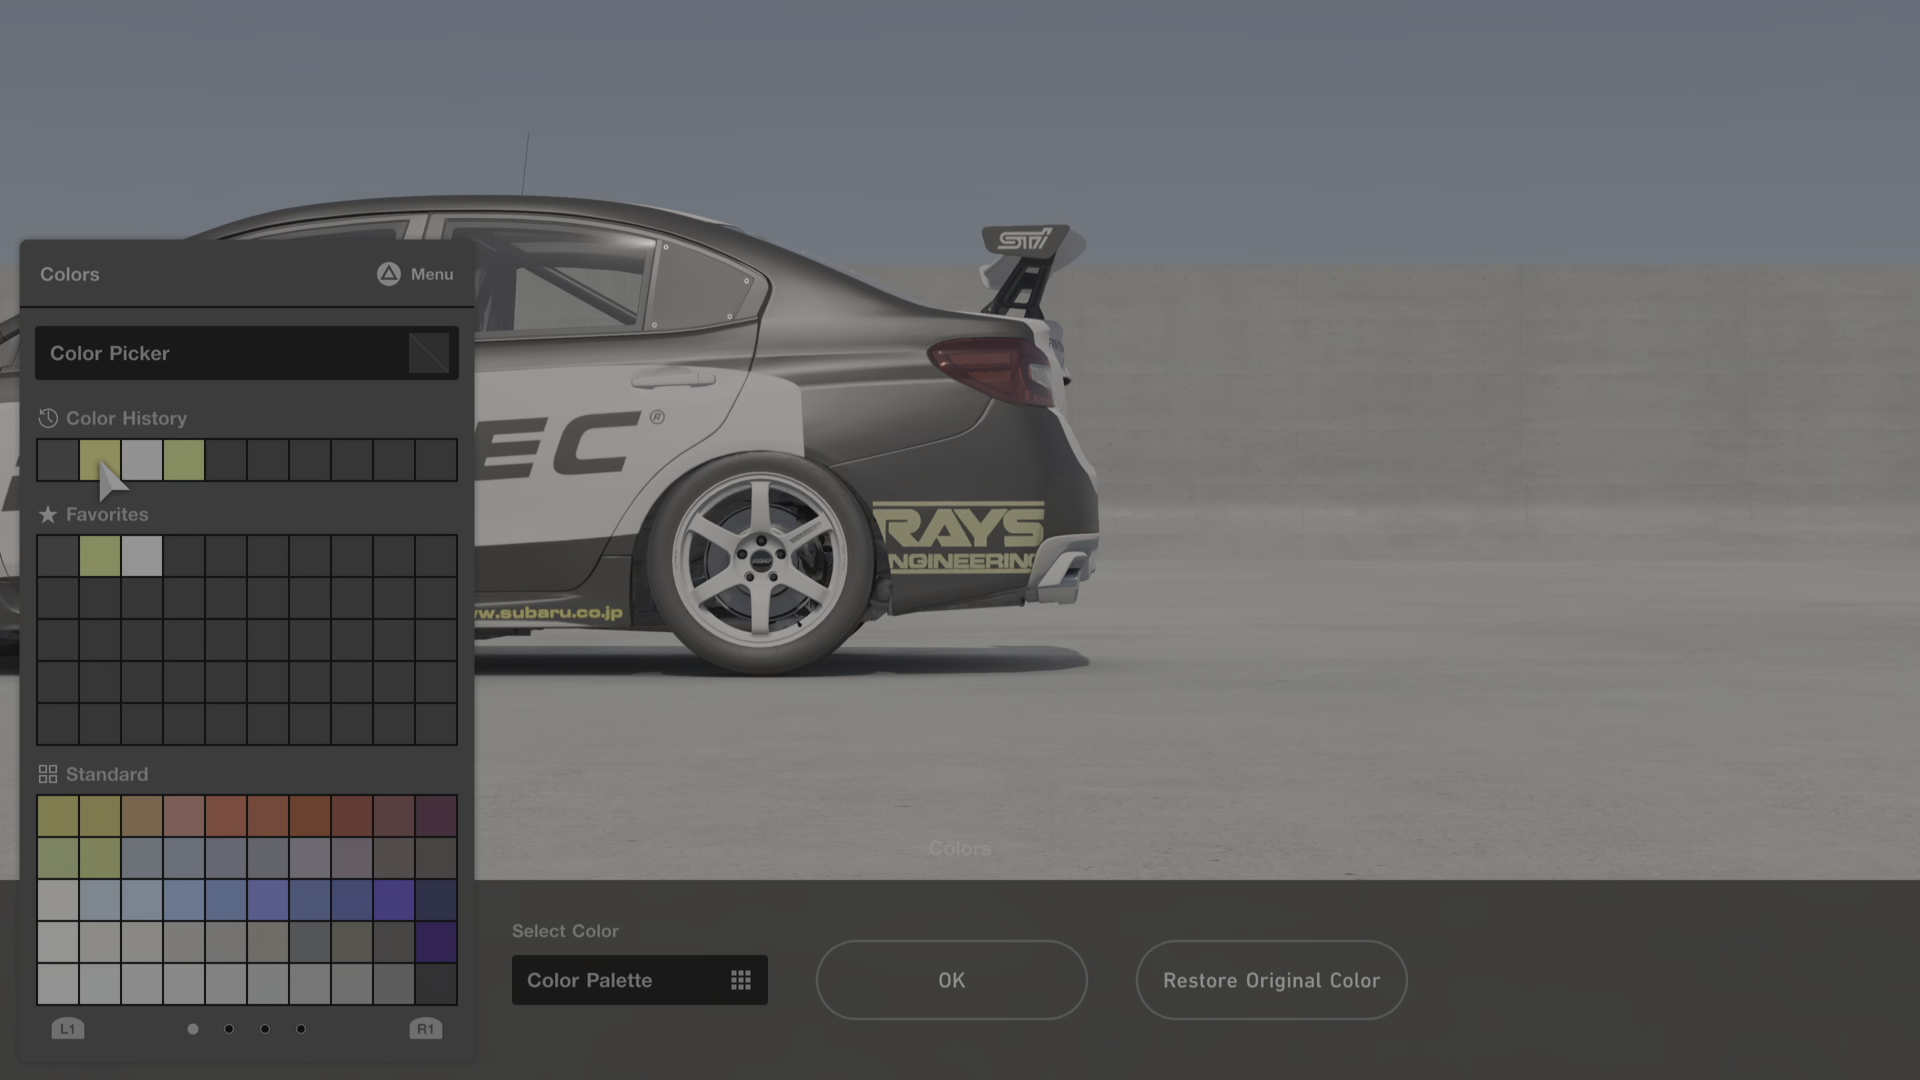 STI
Colors
Menu
Color Picker
Color History
EC®
Favorites
RAYS
NGINEERING
w.subaru.co.jp
Standard
Colors
Select Color
Color Palette
OK
Restore Original Color
L1
R1